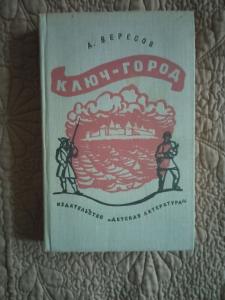 А. ВЕРЕСОВ
КЛЮЧ-ГОРОД
ИЗДАТЕЛЬСТВО «ДЕТСКАЯ ЛИТЕРАТУРА»